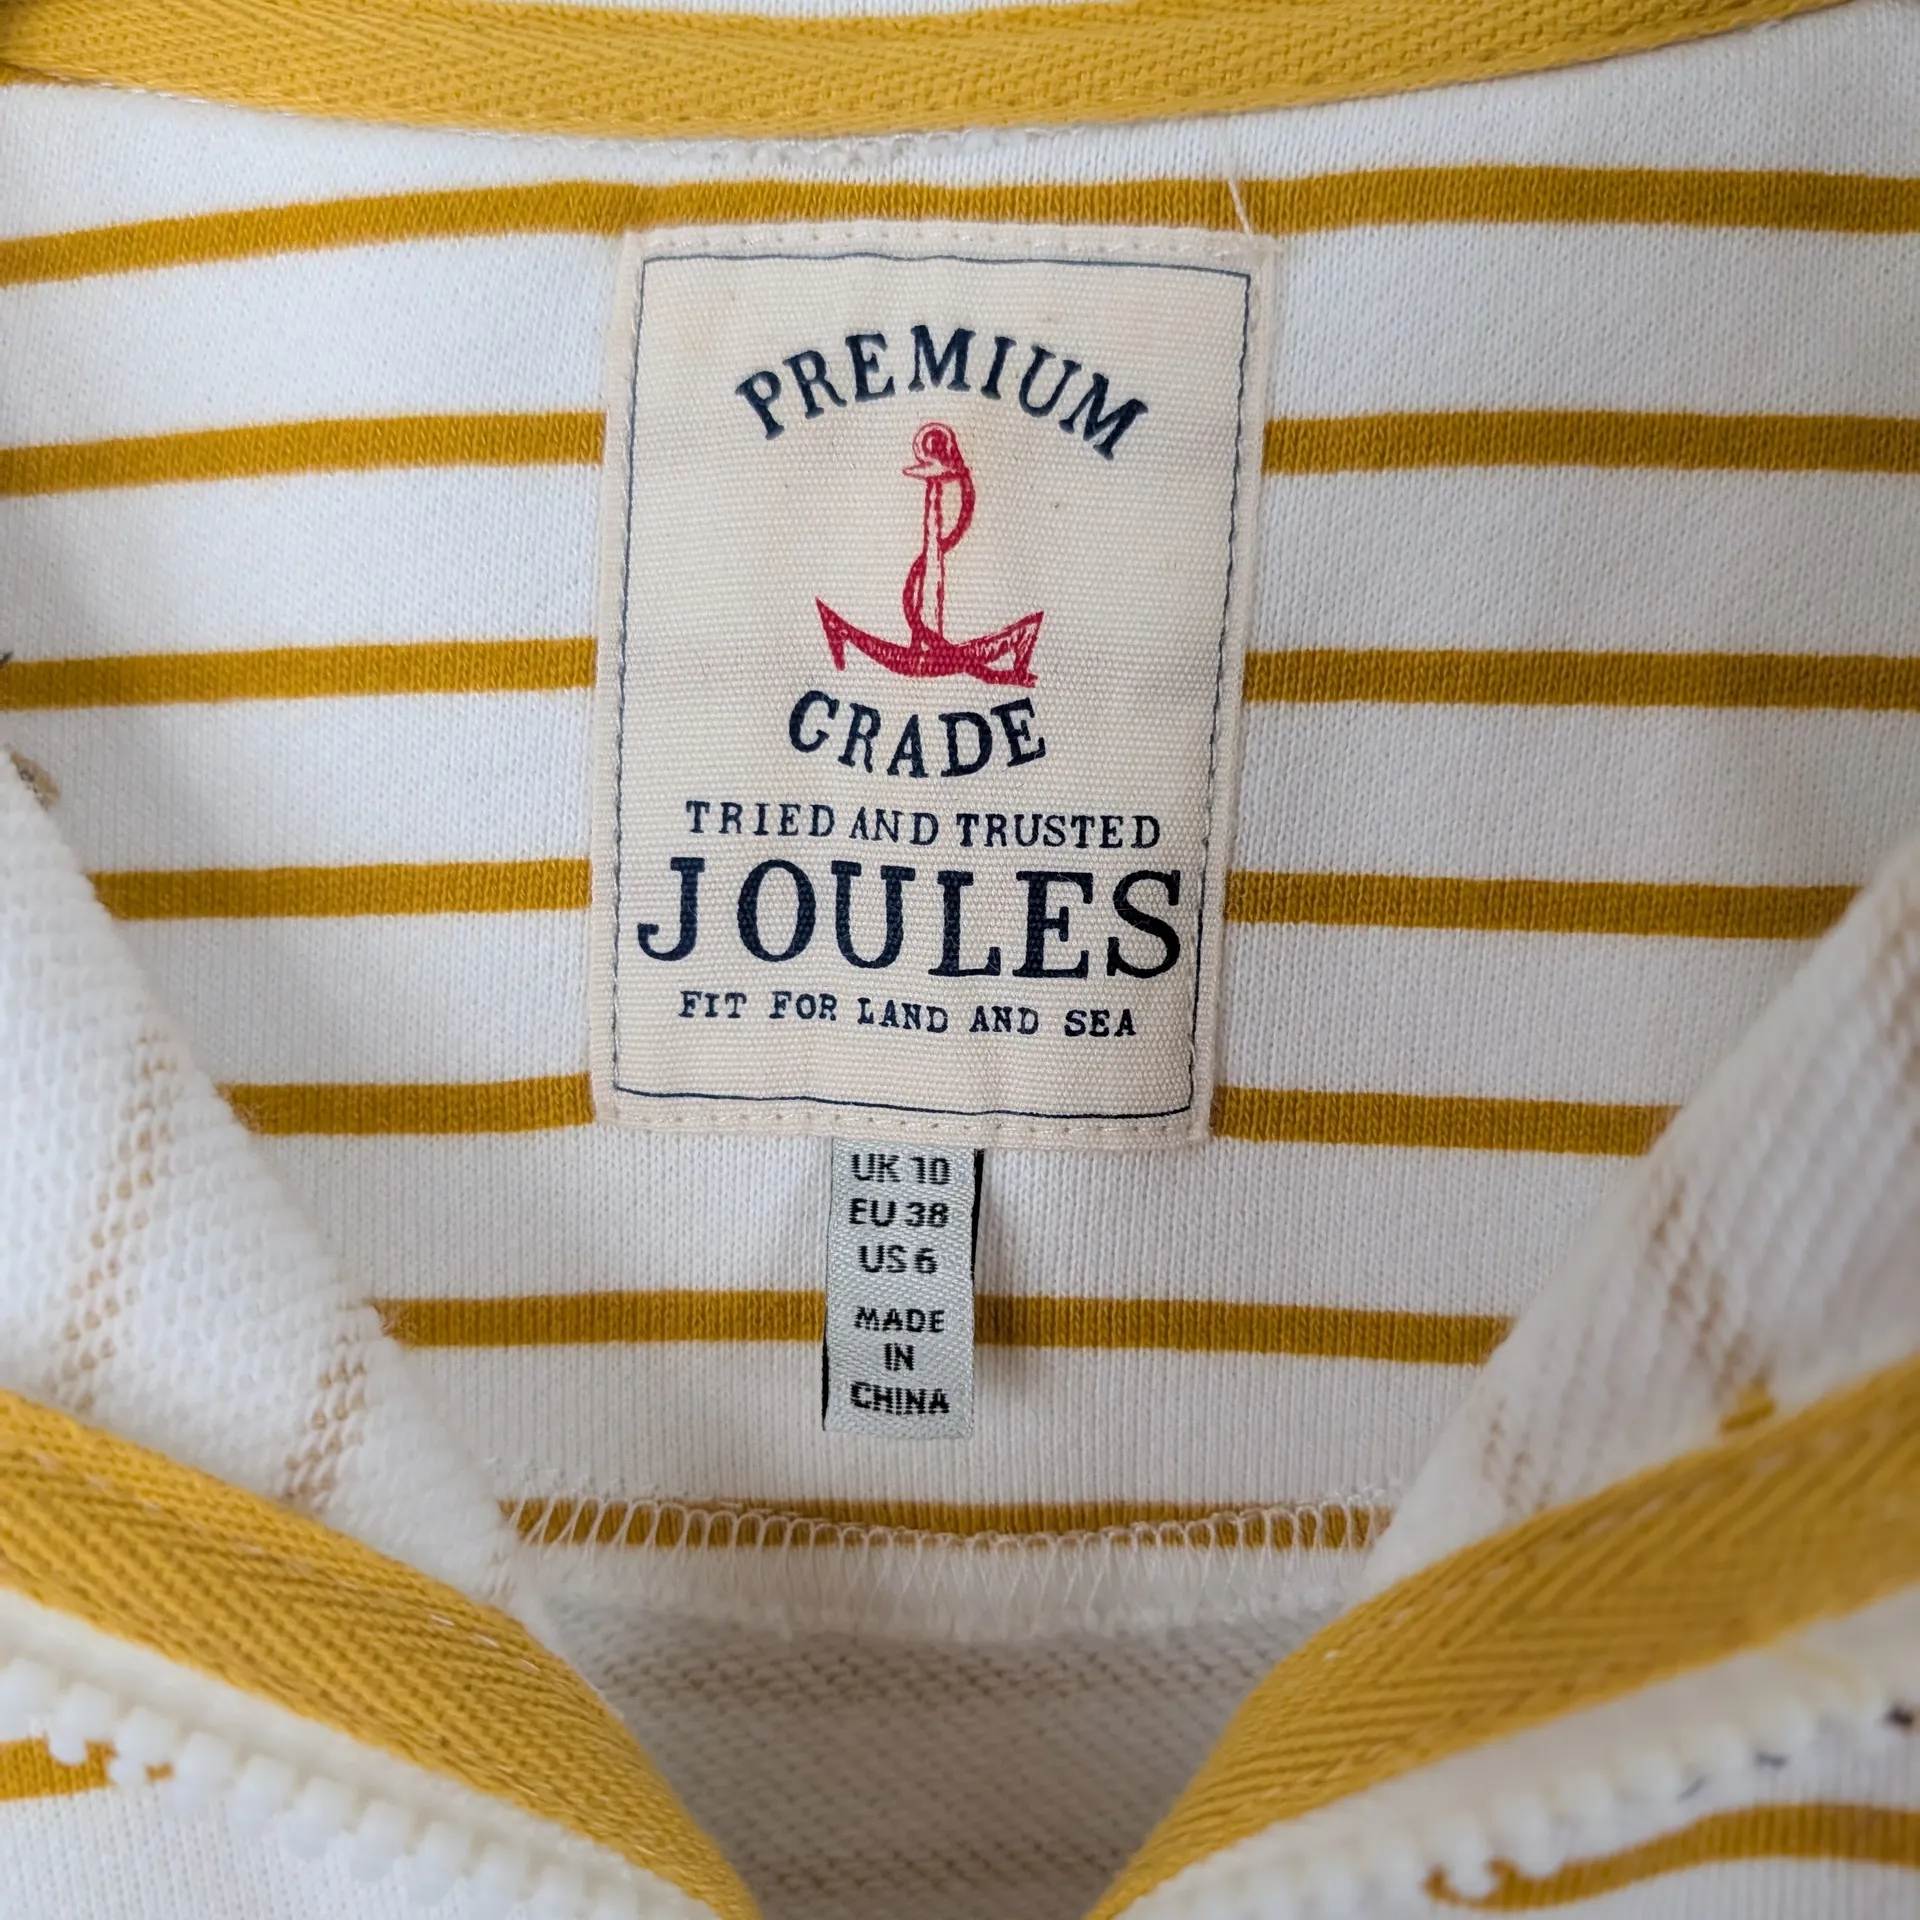 PREMIUM
GRADE
TRIED AND TRUSTED
JOULES
FIT FOR LAND AND SEA
UK 10
EU 38
US 6
MADE
IN
CHINA